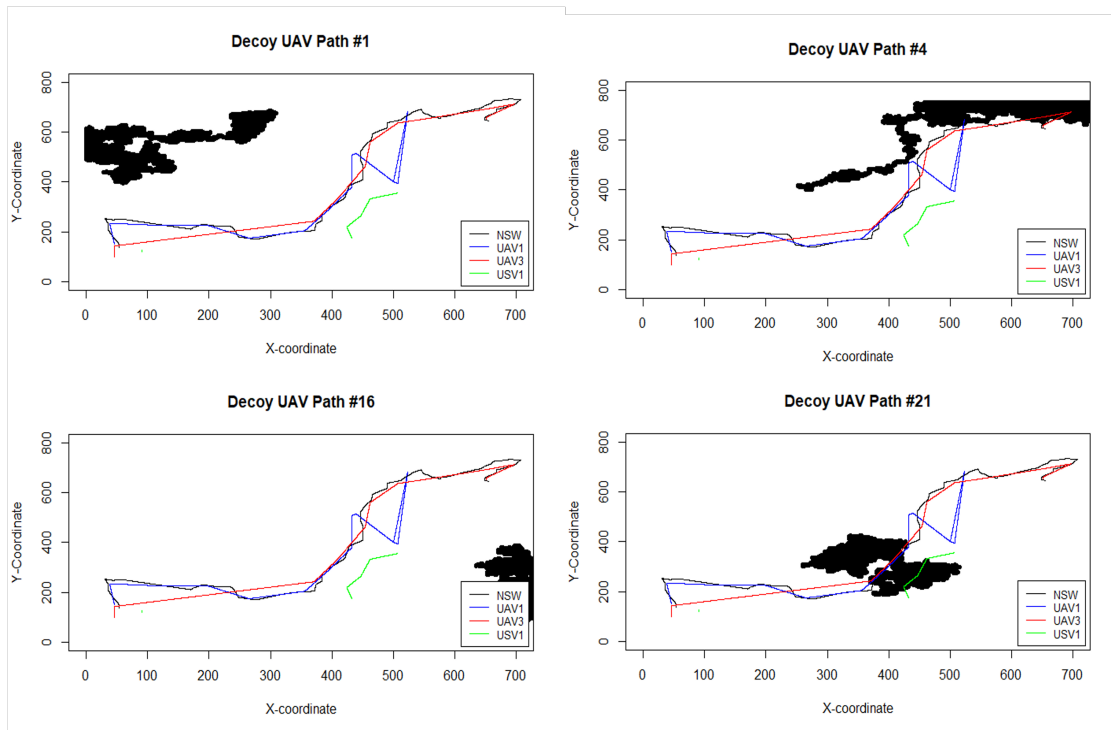 Decoy UAV Path #1
Y-Coordinate
800
600
400
200
0
0 100 200 300 400 500 600 700
X-coordinate
NSW
UAV1
UAV3
USV1
Decoy UAV Path #4
Y-Coordinate
800
600
400
200
0
0 100 200 300 400 500 600 700
X-coordinate
NSW
UAV1
UAV3
USV1
Decoy UAV Path #16
Y-Coordinate
800
600
400
200
0
0 100 200 300 400 500 600 700
X-coordinate
NSW
UAV1
UAV3
USV1
Decoy UAV Path #21
Y-Coordinate
800
600
400
200
0
0 100 200 300 400 500 600 700
X-coordinate
NSW
UAV1
UAV3
USV1